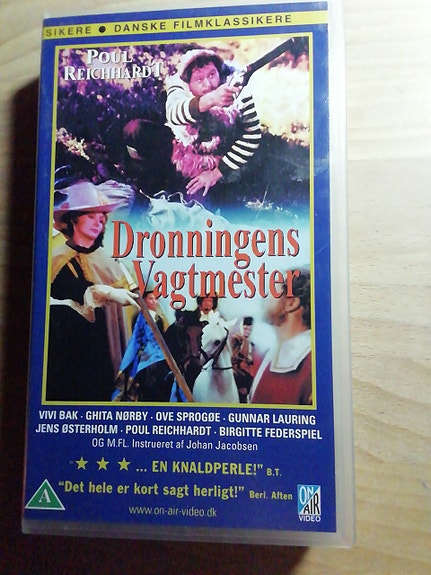 SIKERE ● DANSKE FILMKLASSIKERE
POUL
REICHHARDT
Dronningens
Vagtmester
VIVI BAK · GHITA NØRBY · OVE SPROGØE · GUNNAR LAURING
JENS ØSTERHOLM · POUL REICHHARDT · BIRGITTE FEDERSPIEL
OG M.FL. Instrueret af Johan Jacobsen
"★ ★ ★ ... EN KNALDPERLE!" B.T.
"Det hele er kort sagt herligt!" Berl. Aften
A
www.on-air-video.dk
ON
AIR
VIDEO